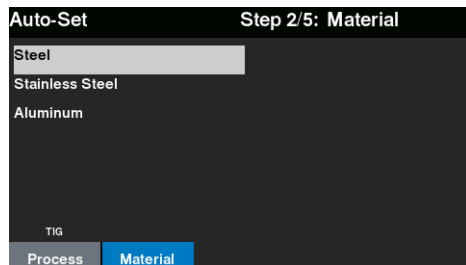 Auto-Set Step 2/5: Material
Steel
Stainless Steel
Aluminum
TIG
Process Material